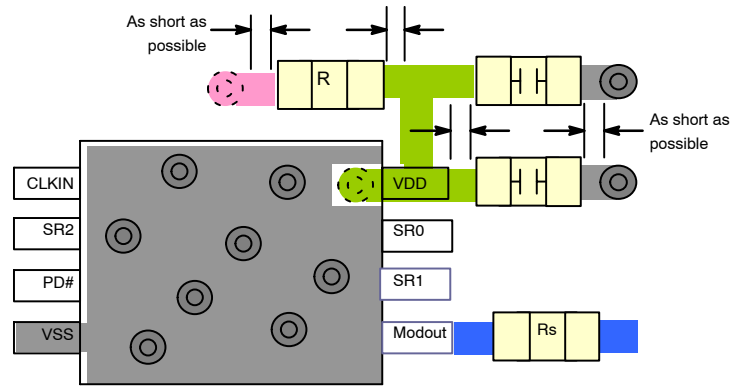 As short as
possible
R
As short as
possible
CLKIN
VDD
SR2
SR0
PD#
SR1
VSS
Modout
Rs